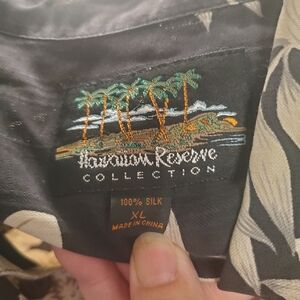 Hawaiian Reserve
COLLECTION
100% SILK
XL
MADE IN CHINA